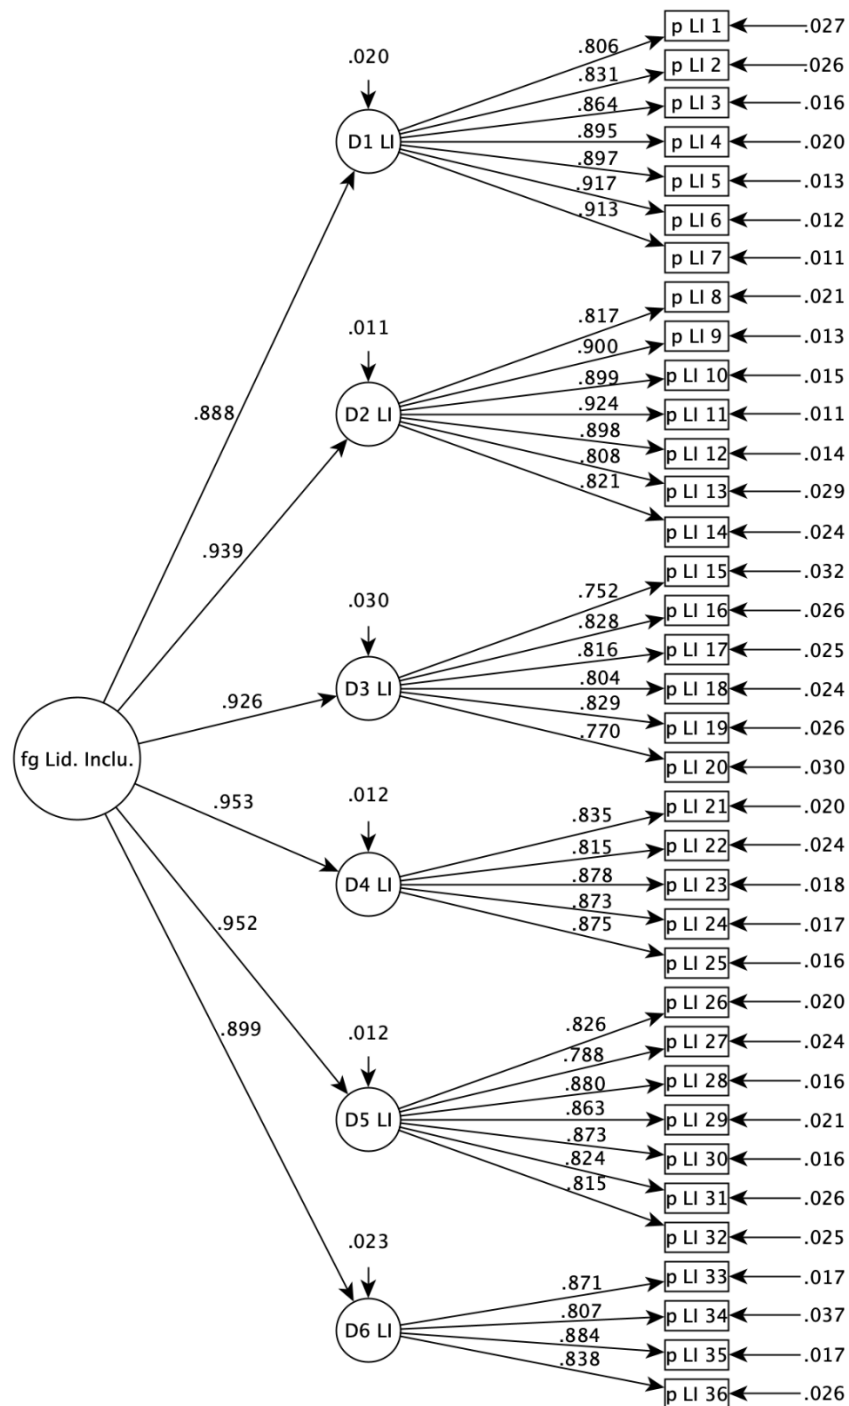 fg Lid. Inclu.
.888
.939
.926
.953
.952
.899
.020
D1 LI
.806
.831
.864
.895
.897
.917
.913
p LI 1
.027
p LI 2
.026
p LI 3
.016
p LI 4
.020
p LI 5
.013
p LI 6
.012
p LI 7
.011
.011
D2 LI
.817
.900
.899
.924
.898
.808
.821
p LI 8
.021
p LI 9
.013
p LI 10
.015
p LI 11
.011
p LI 12
.014
p LI 13
.029
p LI 14
.024
.030
D3 LI
.752
.828
.816
.804
.829
.770
p LI 15
.032
p LI 16
.026
p LI 17
.025
p LI 18
.024
p LI 19
.026
p LI 20
.030
.012
D4 LI
.835
.815
.878
.873
.875
p LI 21
.020
p LI 22
.024
p LI 23
.018
p LI 24
.017
p LI 25
.016
.012
D5 LI
.826
.788
.880
.863
.873
.824
.815
p LI 26
.020
p LI 27
.024
p LI 28
.016
p LI 29
.021
p LI 30
.016
p LI 31
.026
p LI 32
.025
.023
D6 LI
.871
.807
.884
.838
p LI 33
.017
p LI 34
.037
p LI 35
.017
p LI 36
.026